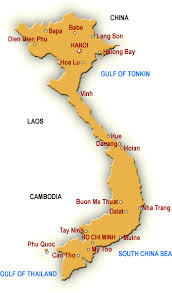 CHINA
Sapa
Babe
Lang Son
Dien Bien Phu
HANOI
Halong Bay
Hoa Lu
GULF OF TONKIN
Vinh
LAOS
Hue
Danang
Hoian
CAMBODIA
Buon Me Thuat
Nha Trang
Dalat
Tay Ninh
HO CHI MINH
Muine
Phu Quoc
My Tho
Can Tho
SOUTH CHINA SEA
GULF OF THAILAND